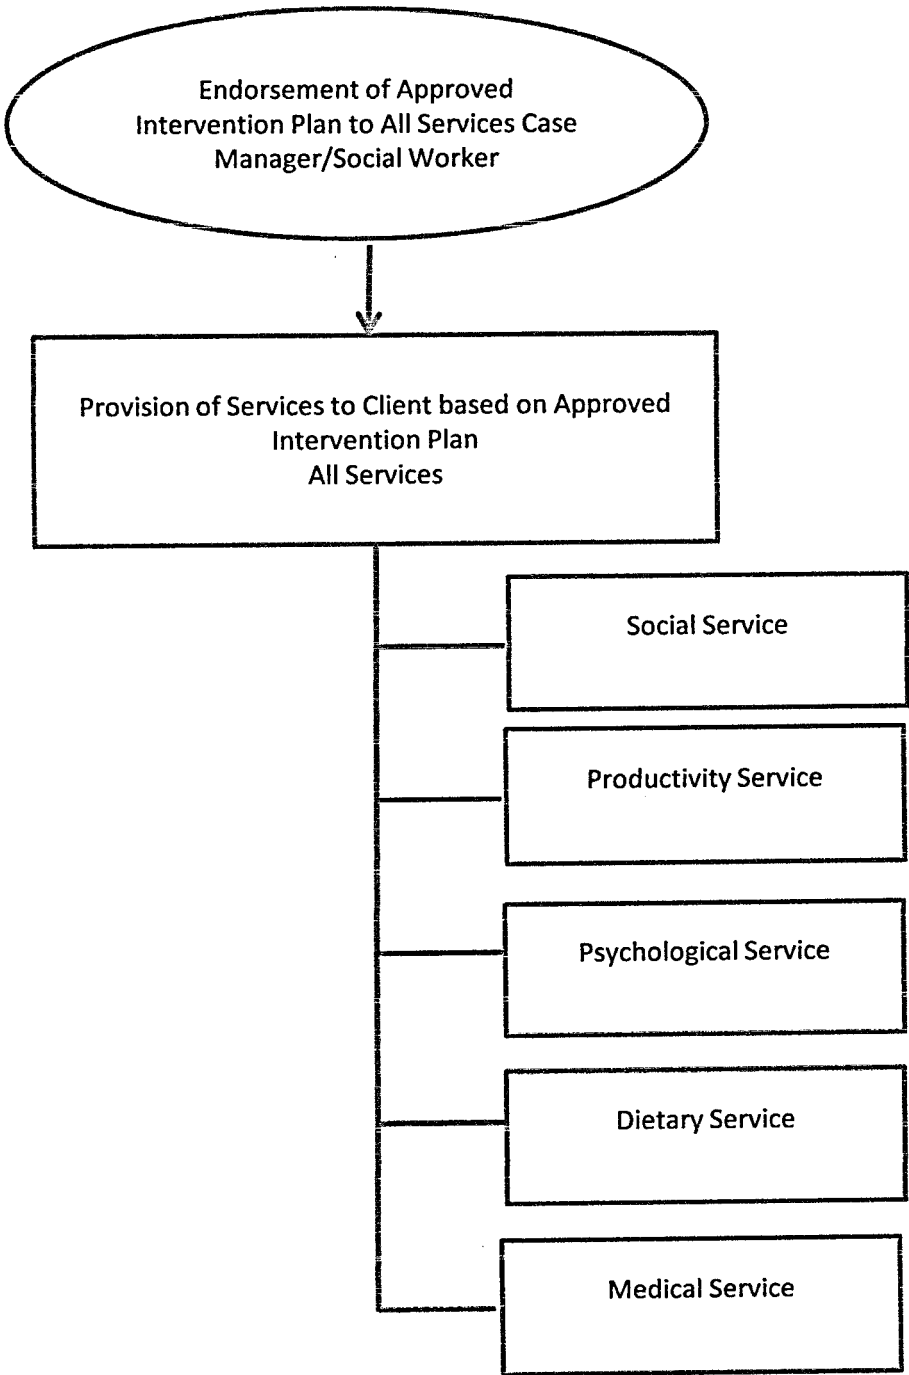 Endorsement of Approved
Intervention Plan to All Services Case
Manager/Social Worker
Provision of Services to Client based on Approved
Intervention Plan
All Services
Social Service
Productivity Service
Psychological Service
Dietary Service
Medical Service